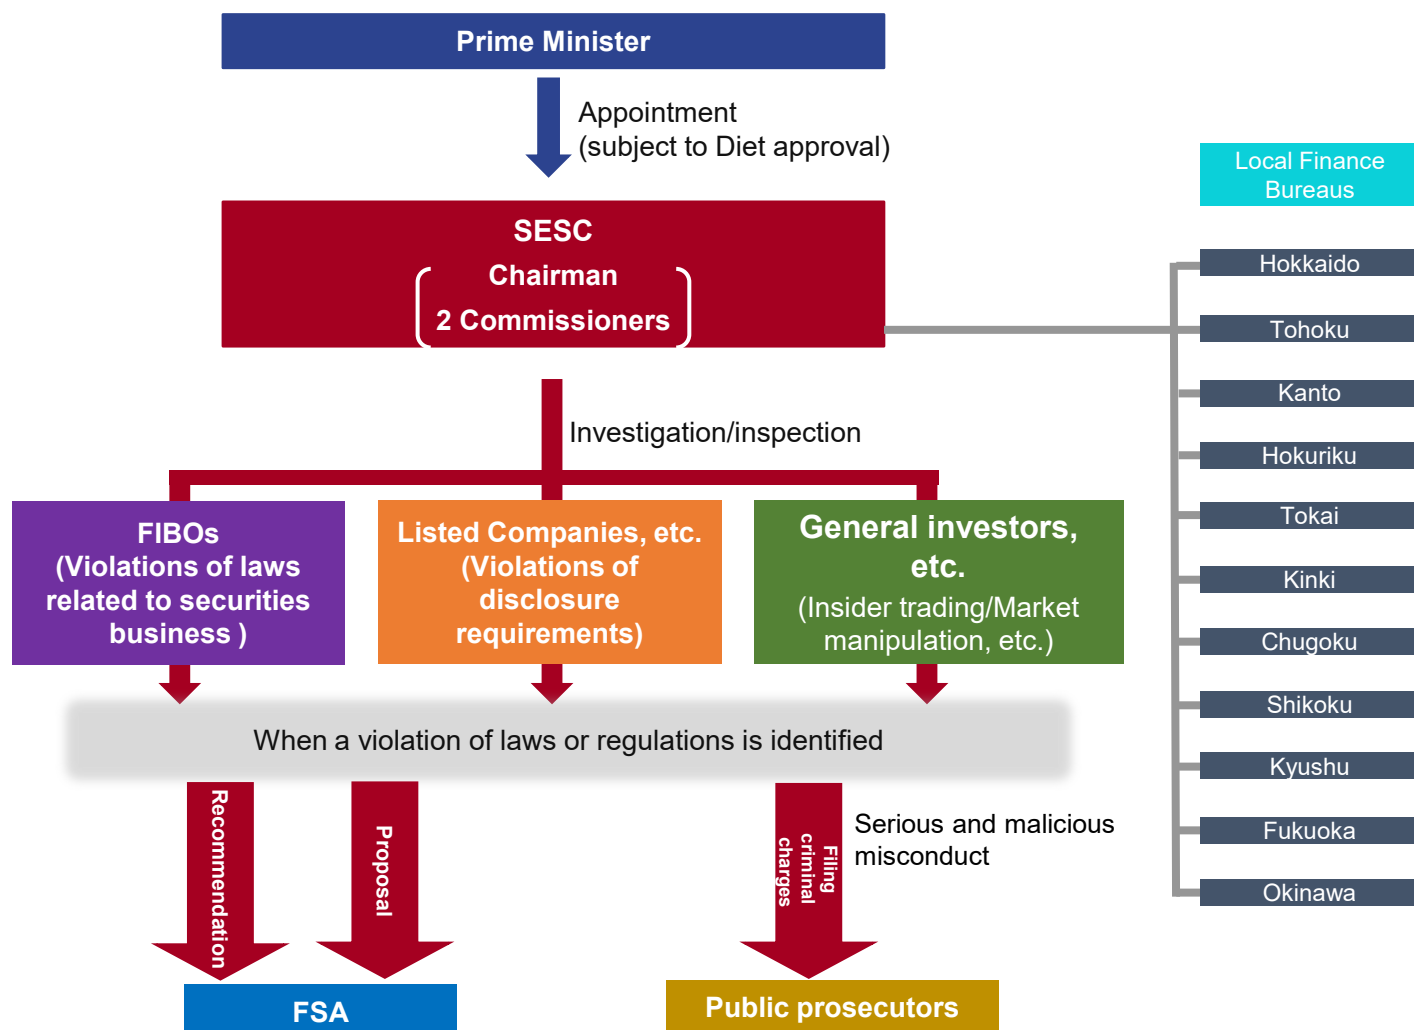 Prime Minister
Appointment
(subject to Diet approval)
SESC
Chairman
2 Commissioners
Local Finance
Bureaus
Hokkaido
Tohoku
Kanto
Hokuriku
Tokai
Kinki
Chugoku
Shikoku
Kyushu
Fukuoka
Okinawa
Investigation/inspection
FIBOs
(Violations of laws
related to securities
business )
Listed Companies, etc.
(Violations of
disclosure
requirements)
General investors,
etc.
(Insider trading/Market
manipulation, etc.)
When a violation of laws or regulations is identified
Recommendation
Proposal
Filing
criminal
charges
Serious and malicious
misconduct
FSA
Public prosecutors